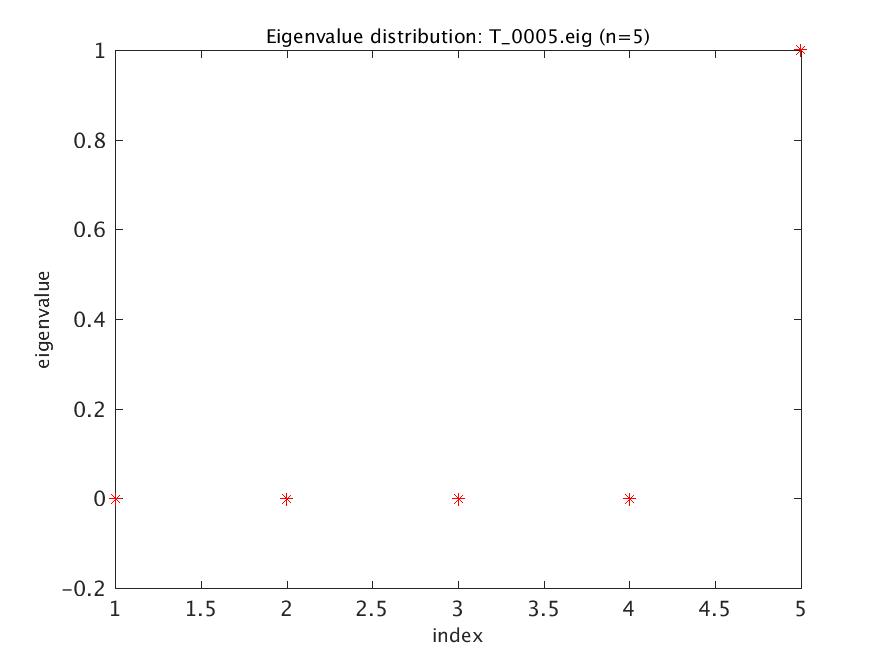 Eigenvalue distribution: T_0005.eig (n=5)
1
0.8
0.6
0.4
0.2
0
-0.2
eigenvalue
1 1.5 2 2.5 3 3.5 4 4.5 5
index